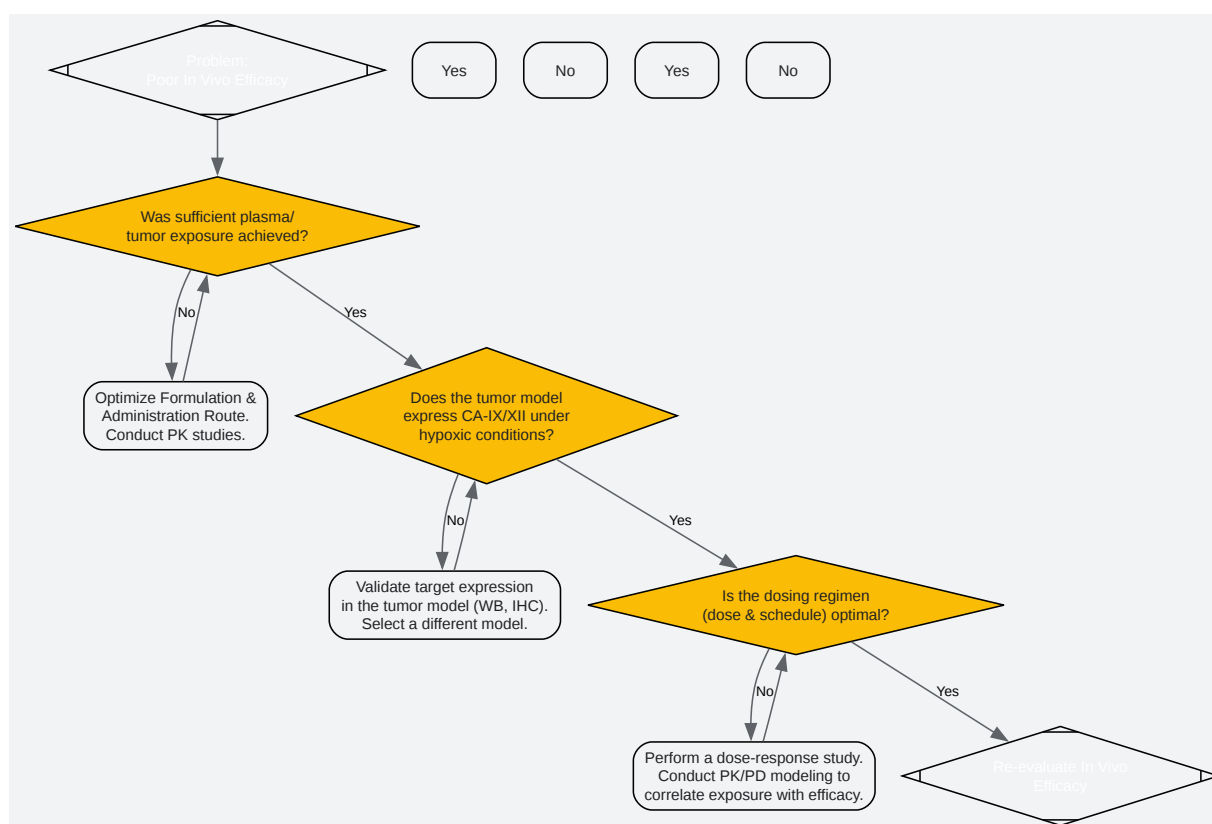 Problem:
Poor In Vivo Efficacy
Yes
No
Yes
No
Was sufficient plasma/
tumor exposure achieved?
No
Yes
Optimize Formulation &
Administration Route.
Conduct PK studies.
Does the tumor model
express CA-IX/XII under
hypoxic conditions?
No
Yes
Validate target expression
in the tumor model (WB, IHC).
Select a different model.
Is the dosing regimen
(dose & schedule) optimal?
No
Yes
Perform a dose-response study.
Conduct PK/PD modeling to
correlate exposure with efficacy.
Re-evaluate In Vivo
Efficacy